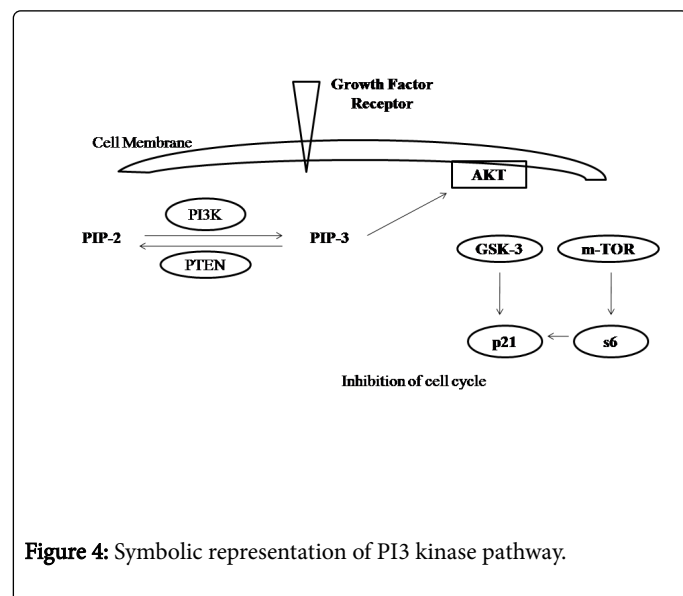 Growth Factor
Receptor
Cell Membrane
AKT
PI3K
PIP-2
PIP-3
PTEN
GSK-3
m-TOR
p21
s6
Inhibition of cell cycle
Figure 4: Symbolic representation of PI3 kinase pathway.